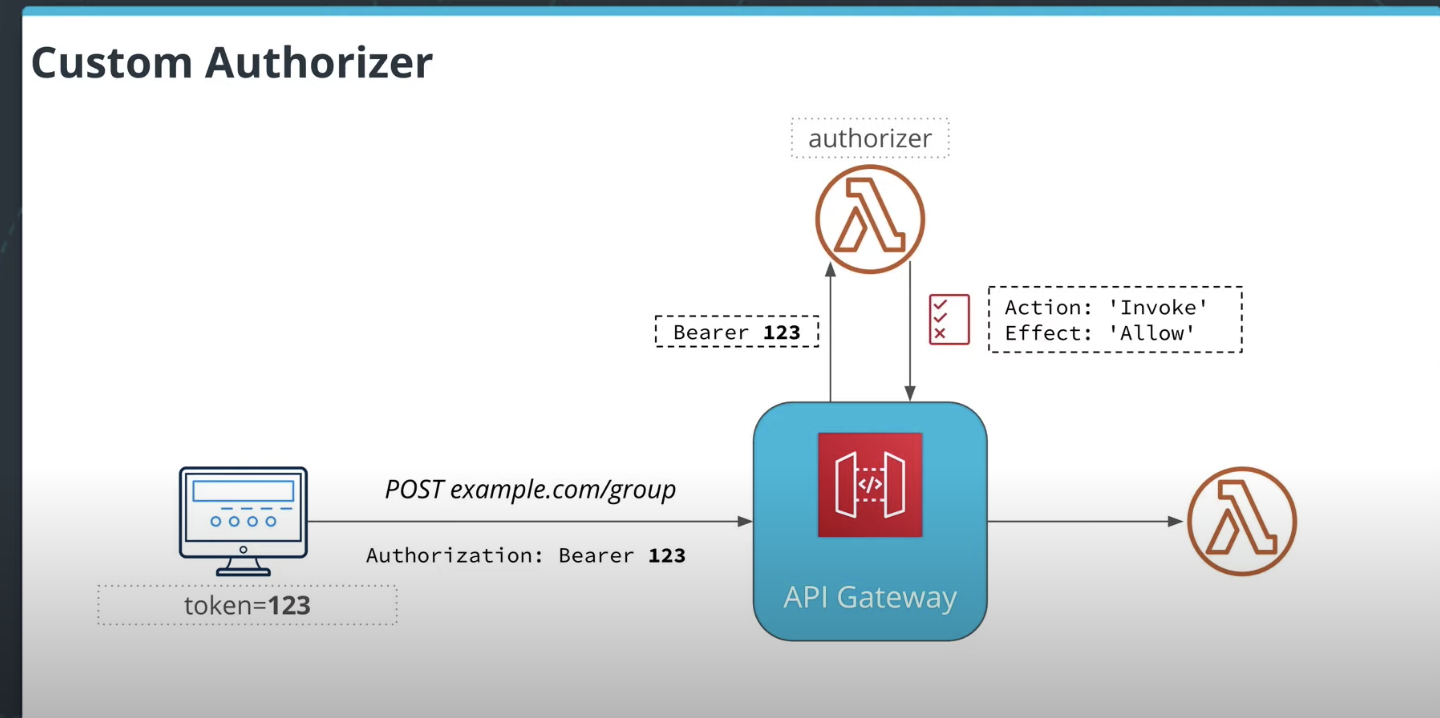 Custom Authorizer
authorizer
Bearer 123
Action: 'Invoke'
Effect: 'Allow'
POST example.com/group
Authorization: Bearer 123
token=123
</>
API Gateway